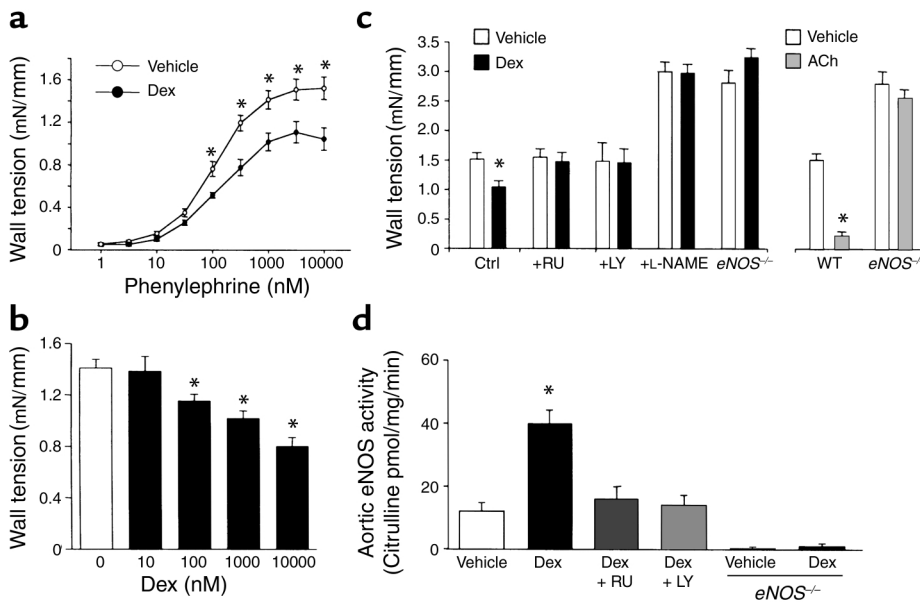 a
Wall tension (mN/mm)
1.6
1.2
0.8
0.4
0
Vehicle
Dex
*
*
*
*
*
1
10
100
1000
10000
Phenylephrine (nM)
b
Wall tension (mN/mm)
1.6
1.2
0.8
0.4
0
*
*
*
0
10
100
1000
10000
Dex (nM)
c
Wall tension (mN/mm)
3.5
3.0
2.5
2.0
1.5
1.0
0.5
0
Vehicle
Dex
*
Ctrl
+RU
+LY
+L-NAME
eNOS–/–
Vehicle
ACh
*
WT
eNOS–/–
d
Aortic eNOS activity
(Citrulline pmol/mg/min)
60
40
20
0
*
Vehicle
Dex
Dex
+ RU
Dex
+ LY
Vehicle
Dex
eNOS–/–